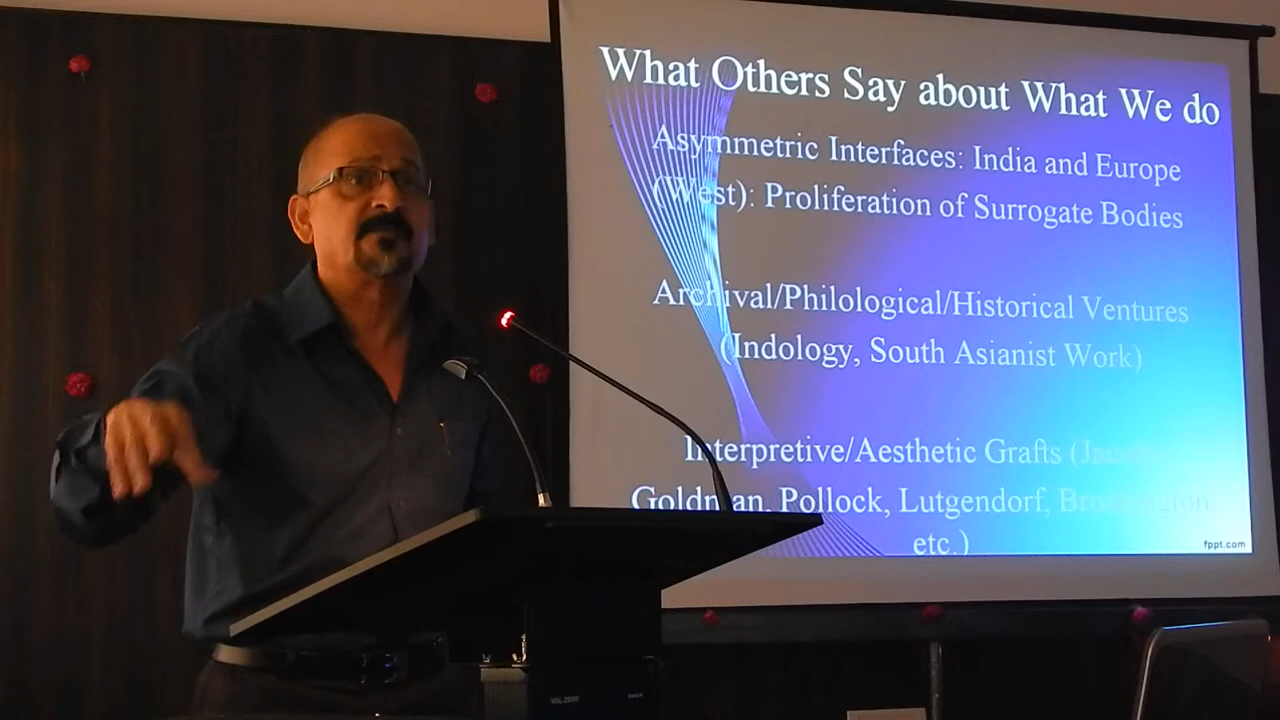 What Others Say about What We do
Asymmetric Interfaces: India and Europe
(West): Proliferation of Surrogate Bodies
Archival/Philological/Historical Ventures
(Indology, South Asianist Work)
Interpretive/Aesthetic Grafts
Goldman, Pollock, Lutgendorf,
etc.)
fppt.com